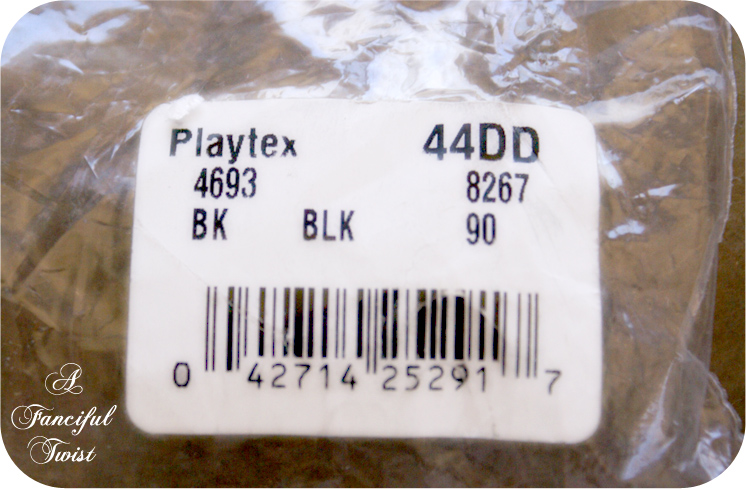 Playtex 44DD
4693 8267
BK BLK 90
0 42714 25291 7
A
Fanciful
Twist